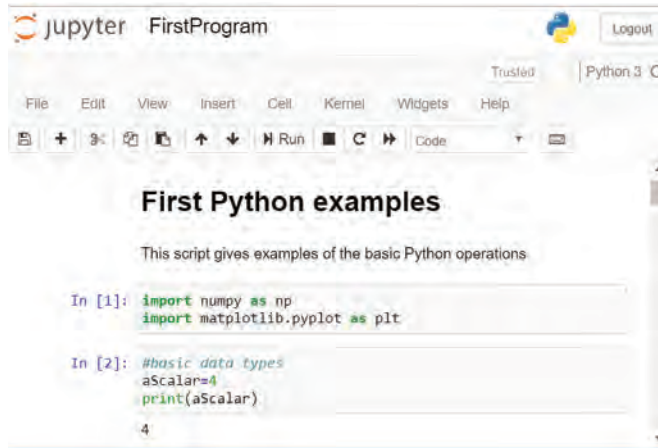 jupyter FirstProgram Logout
Trusted Python 3
File Edit View Insert Cell Kernel Widgets Help
Run Code
First Python examples
This script gives examples of the basic Python operations
In [1]: import numpy as np
import matplotlib.pyplot as plt
In [2]: #basic data types
aScalar=4
print(aScalar)
4